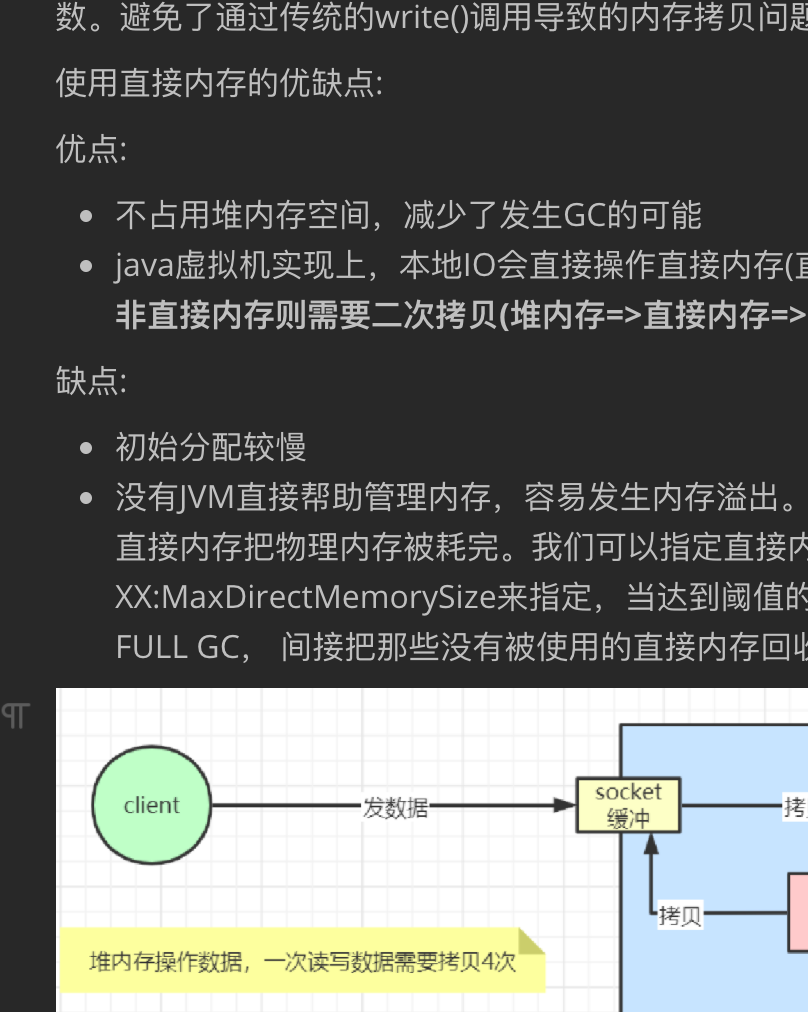 数。避免了通过传统的write()调用导致的内存拷贝问题
使用直接内存的优缺点:
优点:
不占用堆内存空间，减少了发生GC的可能
java虚拟机实现上，本地IO会直接操作直接内存(直
非直接内存则需要二次拷贝(堆内存=>直接内存=>
缺点:
初始分配较慢
没有JVM直接帮助管理内存，容易发生内存溢出。
直接内存把物理内存被耗完。我们可以指定直接内
XX:MaxDirectMemorySize来指定，当达到阈值的
FULL GC， 间接把那些没有被使用的直接内存回收
client
发数据
socket
缓冲
拷
拷贝
堆内存操作数据，一次读写数据需要拷贝4次